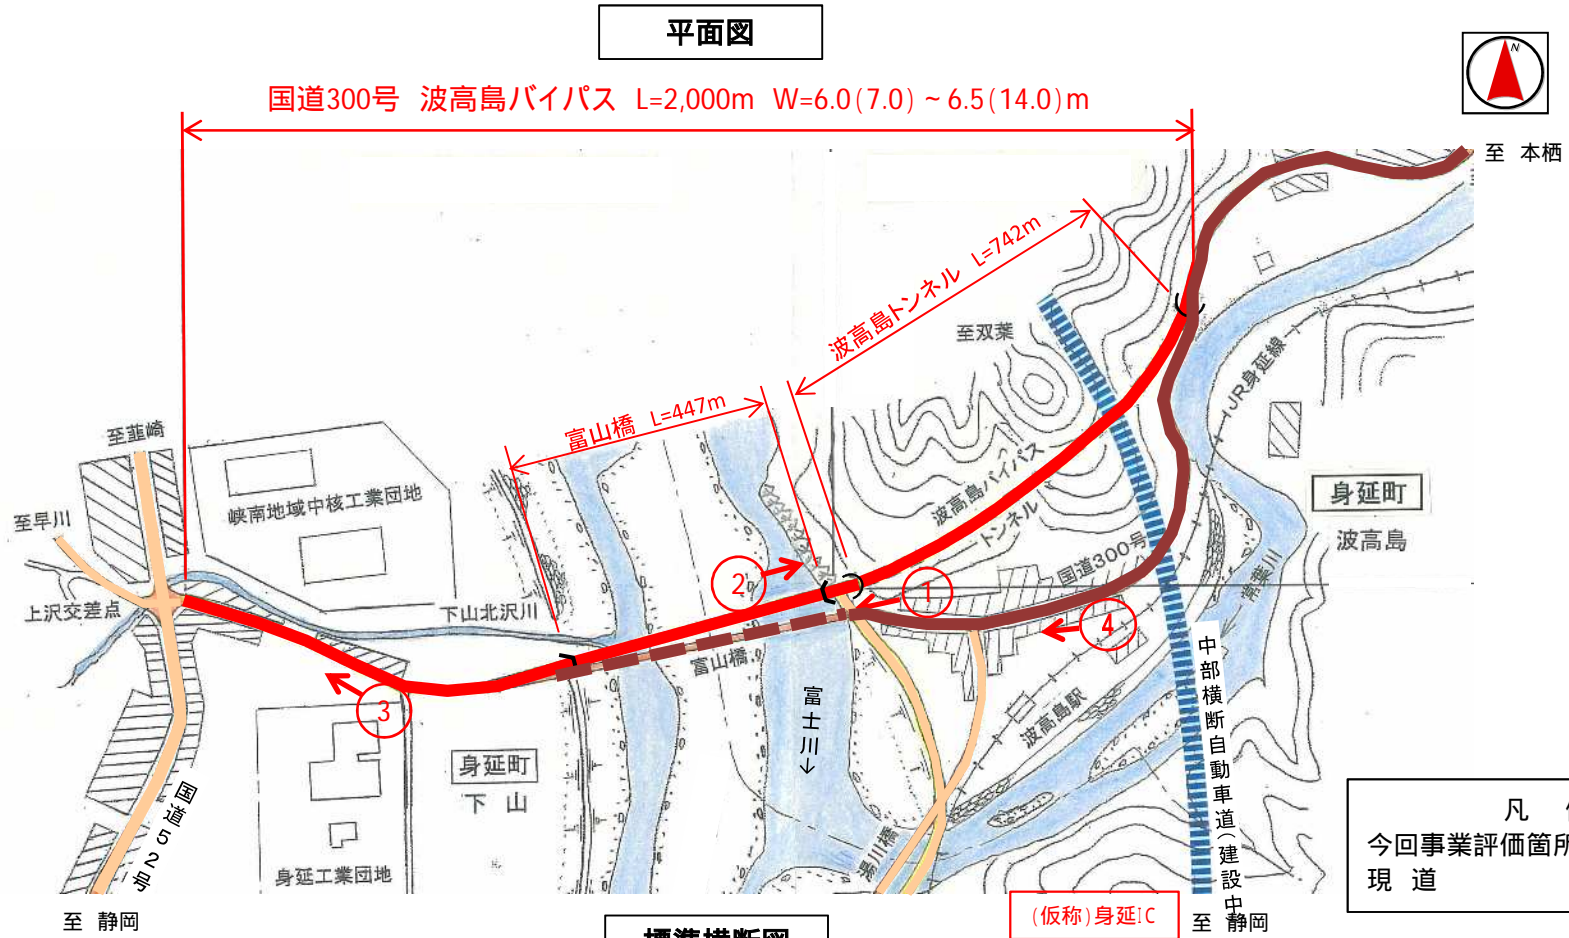 平面図
N
国道300号 波高島バイパス L=2,000m W=6.0(7.0)~6.5(14.0)m
至 本栖
波高島トンネル L=742m
至双葉
JR身延線
富山橋 L=447m
至韮崎
峡南地域中核工業団地
至早川
身延町
波高島
波高島バイパス
トンネル
国道300号
常葉川
上沢交差点
下山北沢川
②
①
④
③
富山橋
富士川↓
波高島駅
中部横断自動車道(建設中
身延町
下山
国道52号
身延工業団地
湯川橋
凡
今回事業評価箇所
現 道
(仮称)身延IC
至 静岡
至 静岡
標準横断図